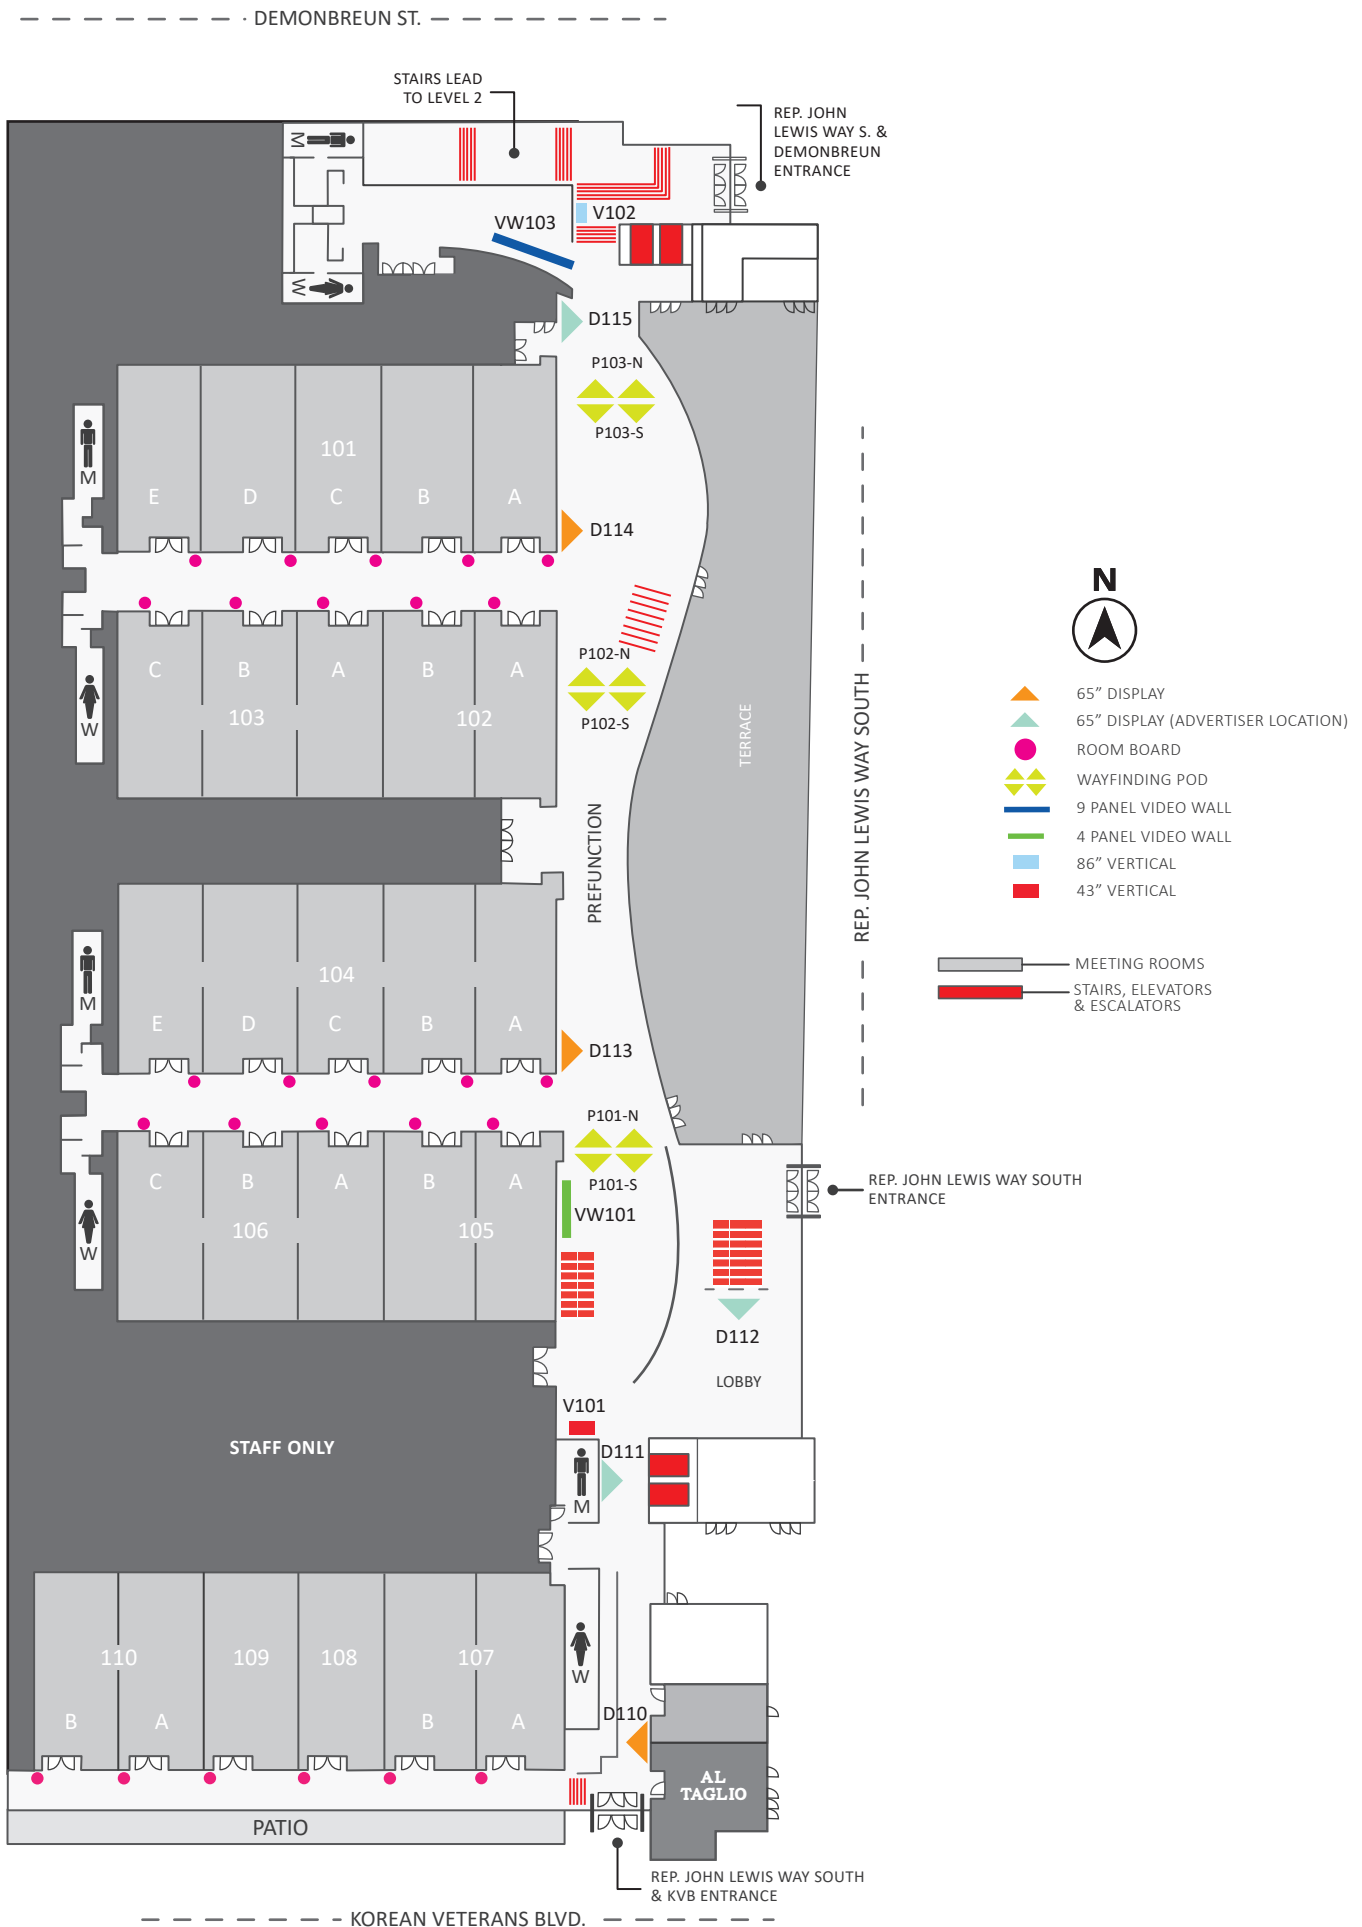 DEMONBREUN ST.
STAIRS LEAD
TO LEVEL 2
REP. JOHN
LEWIS WAY S. &
DEMONBREUN
ENTRANCE
M
W
V102
VW103
D115
P103-N
P103-S
101
E D C B A
M
D114
C B A B A
103 102
W
P102-N
P102-S
TERRACE
PREFUNCTION
REP. JOHN LEWIS WAY SOUTH
N
65” DISPLAY
65” DISPLAY (ADVERTISER LOCATION)
ROOM BOARD
WAYFINDING POD
9 PANEL VIDEO WALL
4 PANEL VIDEO WALL
86” VERTICAL
43” VERTICAL
MEETING ROOMS
STAIRS, ELEVATORS
& ESCALATORS
104
M
E D C B A
D113
P101-N
P101-S
C B A B A
106 105
W
VW101
REP. JOHN LEWIS WAY SOUTH
ENTRANCE
D112
LOBBY
V101
D111
M
STAFF ONLY
110 109 108 107
W
B A B A
D110
AL
TAGLIO
PATIO
REP. JOHN LEWIS WAY SOUTH
& KVB ENTRANCE
KOREAN VETERANS BLVD.